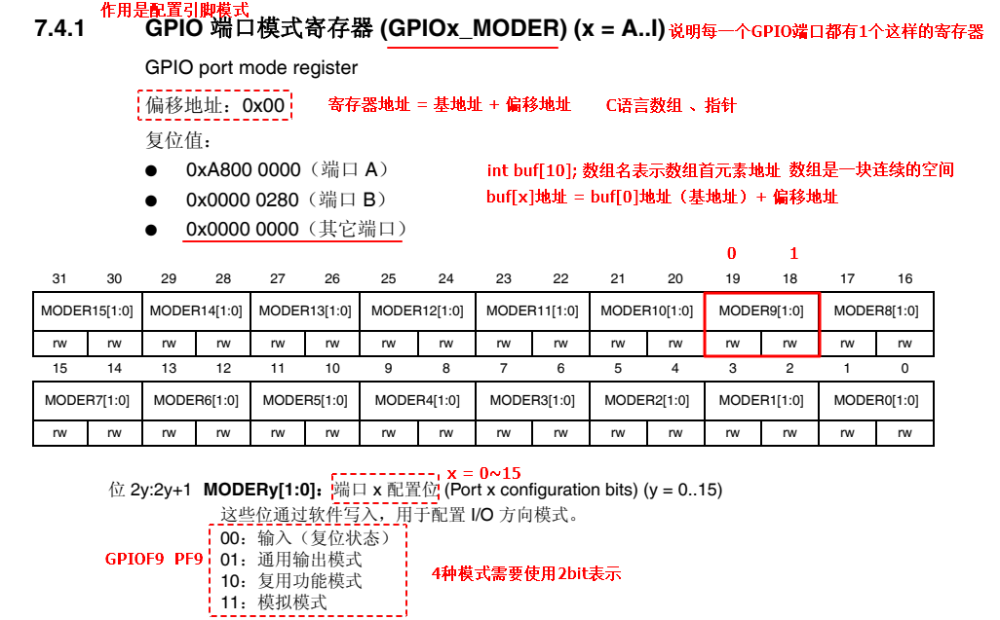 作用是配置引脚模式
7.4.1 GPIO 端口模式寄存器 (GPIOx_MODER) (x = A..I) 说明每一个GPIO端口都有1个这样的寄存器
GPIO port mode register
偏移地址：0x00 寄存器地址 = 基地址 + 偏移地址 C语言数组 、指针
复位值：
● 0xA800 0000（端口 A） int buf[10]; 数组名表示数组首元素地址 数组是一块连续的空间
● 0x0000 0280（端口 B） buf[x]地址 = buf[0]地址（基地址）+ 偏移地址
● 0x0000 0000（其它端口）
0 1
31 30 29 28 27 26 25 24 23 22 21 20 19 18 17 16
MODER15[1:0] MODER14[1:0] MODER13[1:0] MODER12[1:0] MODER11[1:0] MODER10[1:0] MODER9[1:0] MODER8[1:0]
rw rw rw rw rw rw rw rw rw rw rw rw rw rw rw rw
15 14 13 12 11 10 9 8 7 6 5 4 3 2 1 0
MODER7[1:0] MODER6[1:0] MODER5[1:0] MODER4[1:0] MODER3[1:0] MODER2[1:0] MODER1[1:0] MODER0[1:0]
rw rw rw rw rw rw rw rw rw rw rw rw rw rw rw rw
x = 0~15
位 2y:2y+1 MODERy[1:0]：端口 x 配置位 (Port x configuration bits) (y = 0..15)
这些位通过软件写入，用于配置 I/O 方向模式。
00：输入（复位状态）
GPIOF9 PF9 01：通用输出模式
10：复用功能模式 4种模式需要使用2bit表示
11：模拟模式